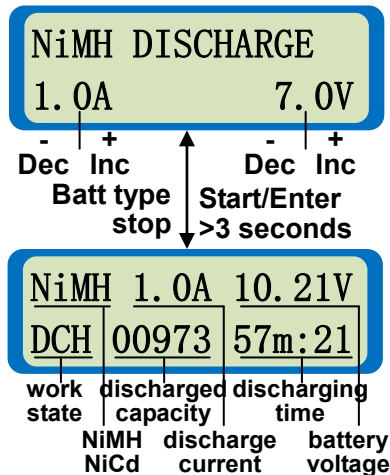 NiMH DISCHARGE
1.0A 7.0V
- + - +
Dec Inc Dec Inc
Batt type Start/Enter
stop >3 seconds
NiMH 1.0A 10.21V
DCH 00973 57m:21
work discharged discharging
state capacity time
NiMH discharge battery
NiCd current voltage